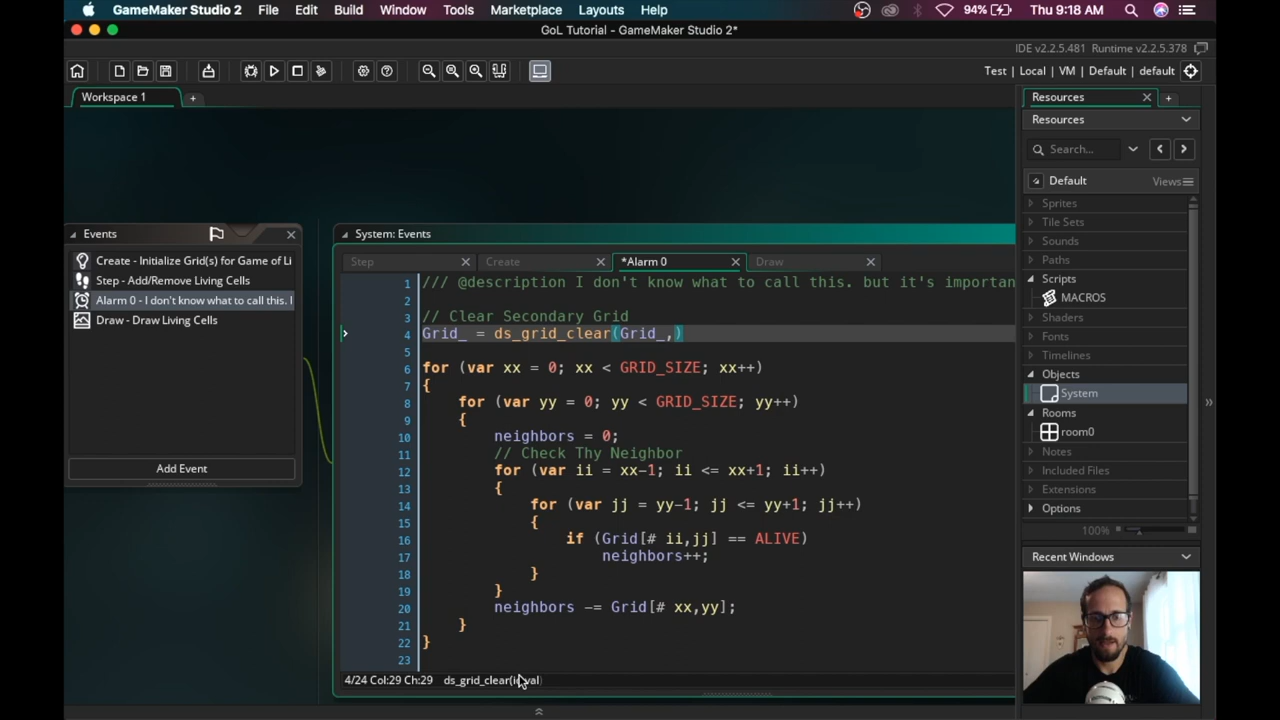 GameMaker Studio 2 File Edit Build Window Tools Marketplace Layouts Help 94% Thu 9:18 AM
GoL Tutorial - GameMaker Studio 2*
IDE v2.2.5.481 Runtime v2.2.5.378
Test | Local | VM | Default | default
Workspace 1 +
Resources +
Resources
Search...
Default Views
Sprites
Tile Sets
Sounds
Paths
Scripts
MACROS
Shaders
Fonts
Timelines
Objects
System
Rooms
room0
Notes
Included Files
Extensions
Options
100%
Recent Windows
Events
Create - Initialize Grid(s) for Game of Li
Step - Add/Remove Living Cells
Alarm 0 - I don't know what to call this. I
Draw - Draw Living Cells
Add Event
System: Events
Step Create *Alarm 0 Draw
1 /// @description I don't know what to call this. but it's importan
2
3 // Clear Secondary Grid
4 Grid_ = ds_grid_clear(Grid_,)
5
6 for (var xx = 0; xx < GRID_SIZE; xx++)
7 {
8 for (var yy = 0; yy < GRID_SIZE; yy++)
9 {
10 neighbors = 0;
11 // Check Thy Neighbor
12 for (var ii = xx-1; ii <= xx+1; ii++)
13 {
14 for (var jj = yy-1; jj <= yy+1; jj++)
15 {
16 if (Grid[# ii,jj] == ALIVE)
17 neighbors++;
18 }
19 }
20 neighbors -= Grid[# xx,yy];
21 }
22 }
23
4/24 Col:29 Ch:29 ds_grid_clear(